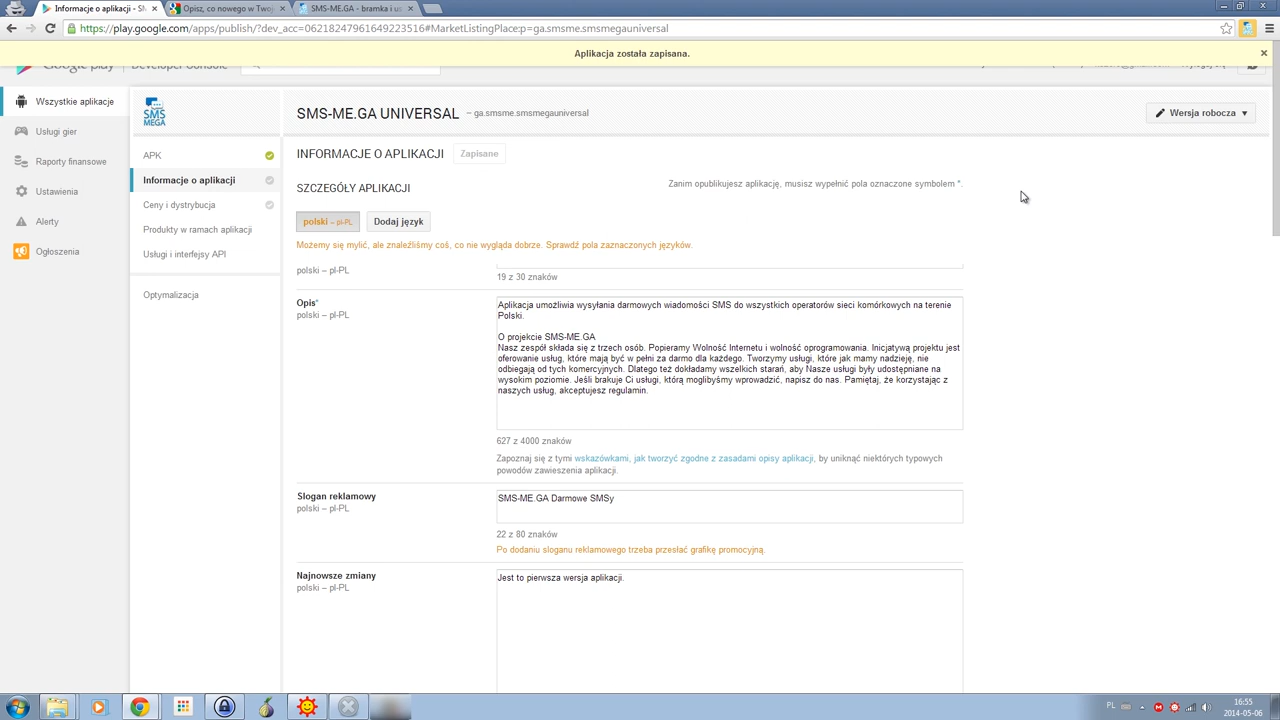 Informacje o aplikacji - SM
Opisz, co nowego w Twoj
SMS-ME.GA - bramka i us
https://play.google.com/apps/publish/?dev_acc=06218247961649223516#MarketListingPlace:p=ga.smsme.smsmegauniversal
Aplikacja została zapisana.
Google play
Developer Console
Wszystkie aplikacje
Usługi gier
Raporty finansowe
Ustawienia
Alerty
Ogłoszenia
SMS
MEGA
APK
Informacje o aplikacji
Ceny i dystrybucja
Produkty w ramach aplikacji
Usługi i interfejsy API
Optymalizacja
SMS-ME.GA UNIVERSAL – ga.smsme.smsmegauniversal
Wersja robocza
INFORMACJE O APLIKACJI Zapisane
SZCZEGÓŁY APLIKACJI
Zanim opublikujesz aplikację, musisz wypełnić pola oznaczone symbolem *.
polski – pl-PL Dodaj język
Możemy się mylić, ale znaleźliśmy coś, co nie wygląda dobrze. Sprawdź pola zaznaczonych języków.
polski – pl-PL
19 z 30 znaków
Opis*
polski – pl-PL
Aplikacja umożliwia wysyłania darmowych wiadomości SMS do wszystkich operatorów sieci komórkowych na terenie
Polski.
O projekcie SMS-ME.GA
Nasz zespół składa się z trzech osób. Popieramy Wolność Internetu i wolność oprogramowania. Inicjatywą projektu jest
oferowanie usług, które mają być w pełni za darmo dla każdego. Tworzymy usługi, które jak mamy nadzieję, nie
odbiegają od tych komercyjnych. Dlatego też dokładamy wszelkich starań, aby Nasze usługi były udostępniane na
wysokim poziomie. Jeśli brakuje Ci usługi, którą moglibyśmy wprowadzić, napisz do nas. Pamiętaj, że korzystając z
naszych usług, akceptujesz regulamin.
627 z 4000 znaków
Zapoznaj się z tymi wskazówkami, jak tworzyć zgodne z zasadami opisy aplikacji, by uniknąć niektórych typowych
powodów zawieszenia aplikacji.
Slogan reklamowy
polski – pl-PL
SMS-ME.GA Darmowe SMSy
22 z 80 znaków
Po dodaniu sloganu reklamowego trzeba przesłać grafikę promocyjną.
Najnowsze zmiany
polski – pl-PL
Jest to pierwsza wersja aplikacji.
PL
16:55
2014-05-06